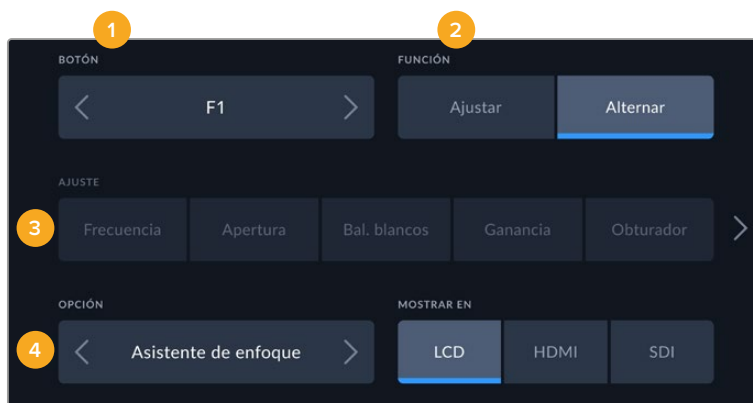 1
2
BOTÓN
FUNCIÓN
F1
Ajustar
Alternar
AJUSTE
3
Frecuencia
Apertura
Bal. blancos
Ganancia
Obturador
OPCIÓN
MOSTRAR EN
4
Asistente de enfoque
LCD
HDMI
SDI